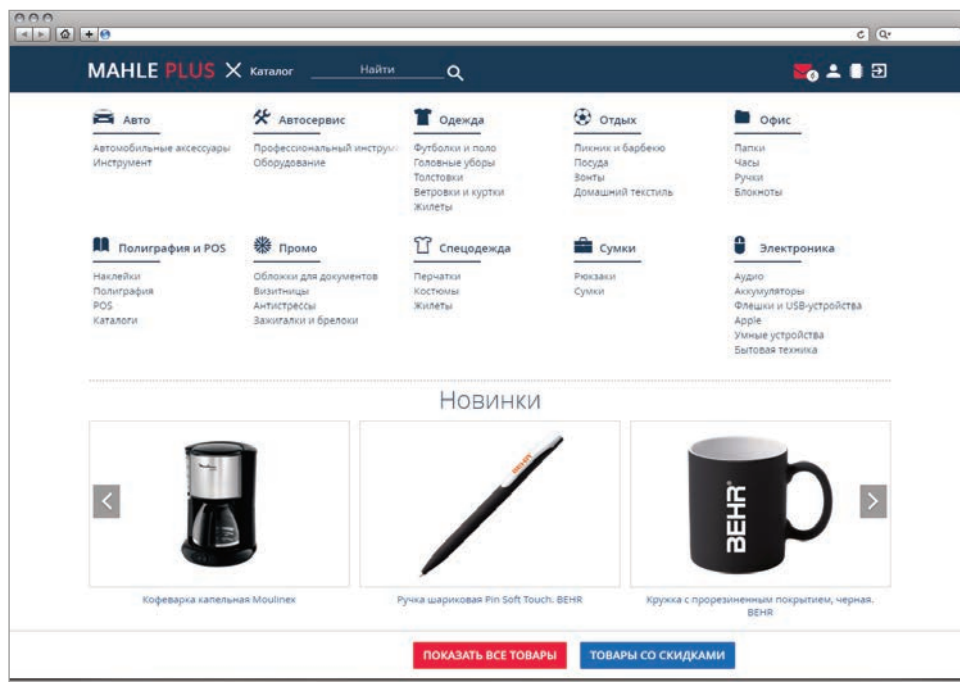 MAHLE PLUS Каталог Найти 0
Авто
Автомобильные аксессуары
Инструмент
Автосервис
Профессиональный инструм
Оборудование
Одежда
Футболки и поло
Головные уборы
Толстовки
Ветровки и куртки
Жилеты
Отдых
Пикник и барбекю
Посуда
Зонты
Домашний текстиль
Офис
Папки
Часы
Ручки
Блокноты
Полиграфия и POS
Наклейки
Полиграфия
POS
Каталоги
Промо
Обложки для документов
Визитницы
Антистрессы
Зажигалки и брелоки
Спецодежда
Перчатки
Костюмы
Жилеты
Сумки
Рюкзаки
Сумки
Электроника
Аудио
Аккумуляторы
Флешки и USB-устройства
Apple
Умные устройства
Бытовая техника
Новинки
Moulinex
BEHR
BEHR
Кофеварка капельная Moulinex
Ручка шариковая Pin Soft Touch. BEHR
Кружка с прорезиненным покрытием, черная.
BEHR
ПОКАЗАТЬ ВСЕ ТОВАРЫ
ТОВАРЫ СО СКИДКАМИ